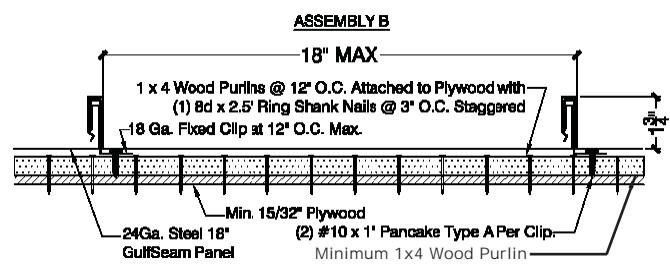 ASSEMBLY B
18" MAX
1 x 4 Wood Purlins @ 12" O.C. Attached to Plywood with
(1) 8d x 2.5' Ring Shank Nails @ 3" O.C. Staggered
18 Ga. Fixed Clip at 12" O.C. Max.
1 3/4"
Min. 15/32" Plywood
24Ga. Steel 18"
GulfSeam Panel
(2) #10 x 1" Pancake Type A Per Clip.
Minimum 1x4 Wood Purlin